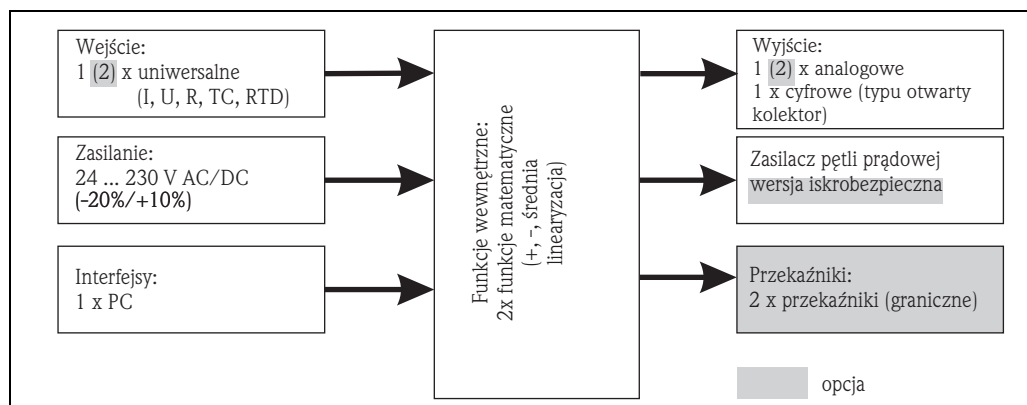 Wejście:
1 (2) x uniwersalne
(I, U, R, TC, RTD)
Zasilanie:
24 ... 230 V AC/DC
(-20%/+10%)
Interfejsy:
1 x PC
Funkcje wewnętrzne:
2x funkcje matematyczne
(+, -, średnia
linearyzacja)
Wyjście:
1 (2) x analogowe
1 x cyfrowe (typu otwarty
kolektor)
Zasilacz pętli prądowej
wersja iskrobezpieczna
Przekaźniki:
2 x przekaźniki (graniczne)
opcja